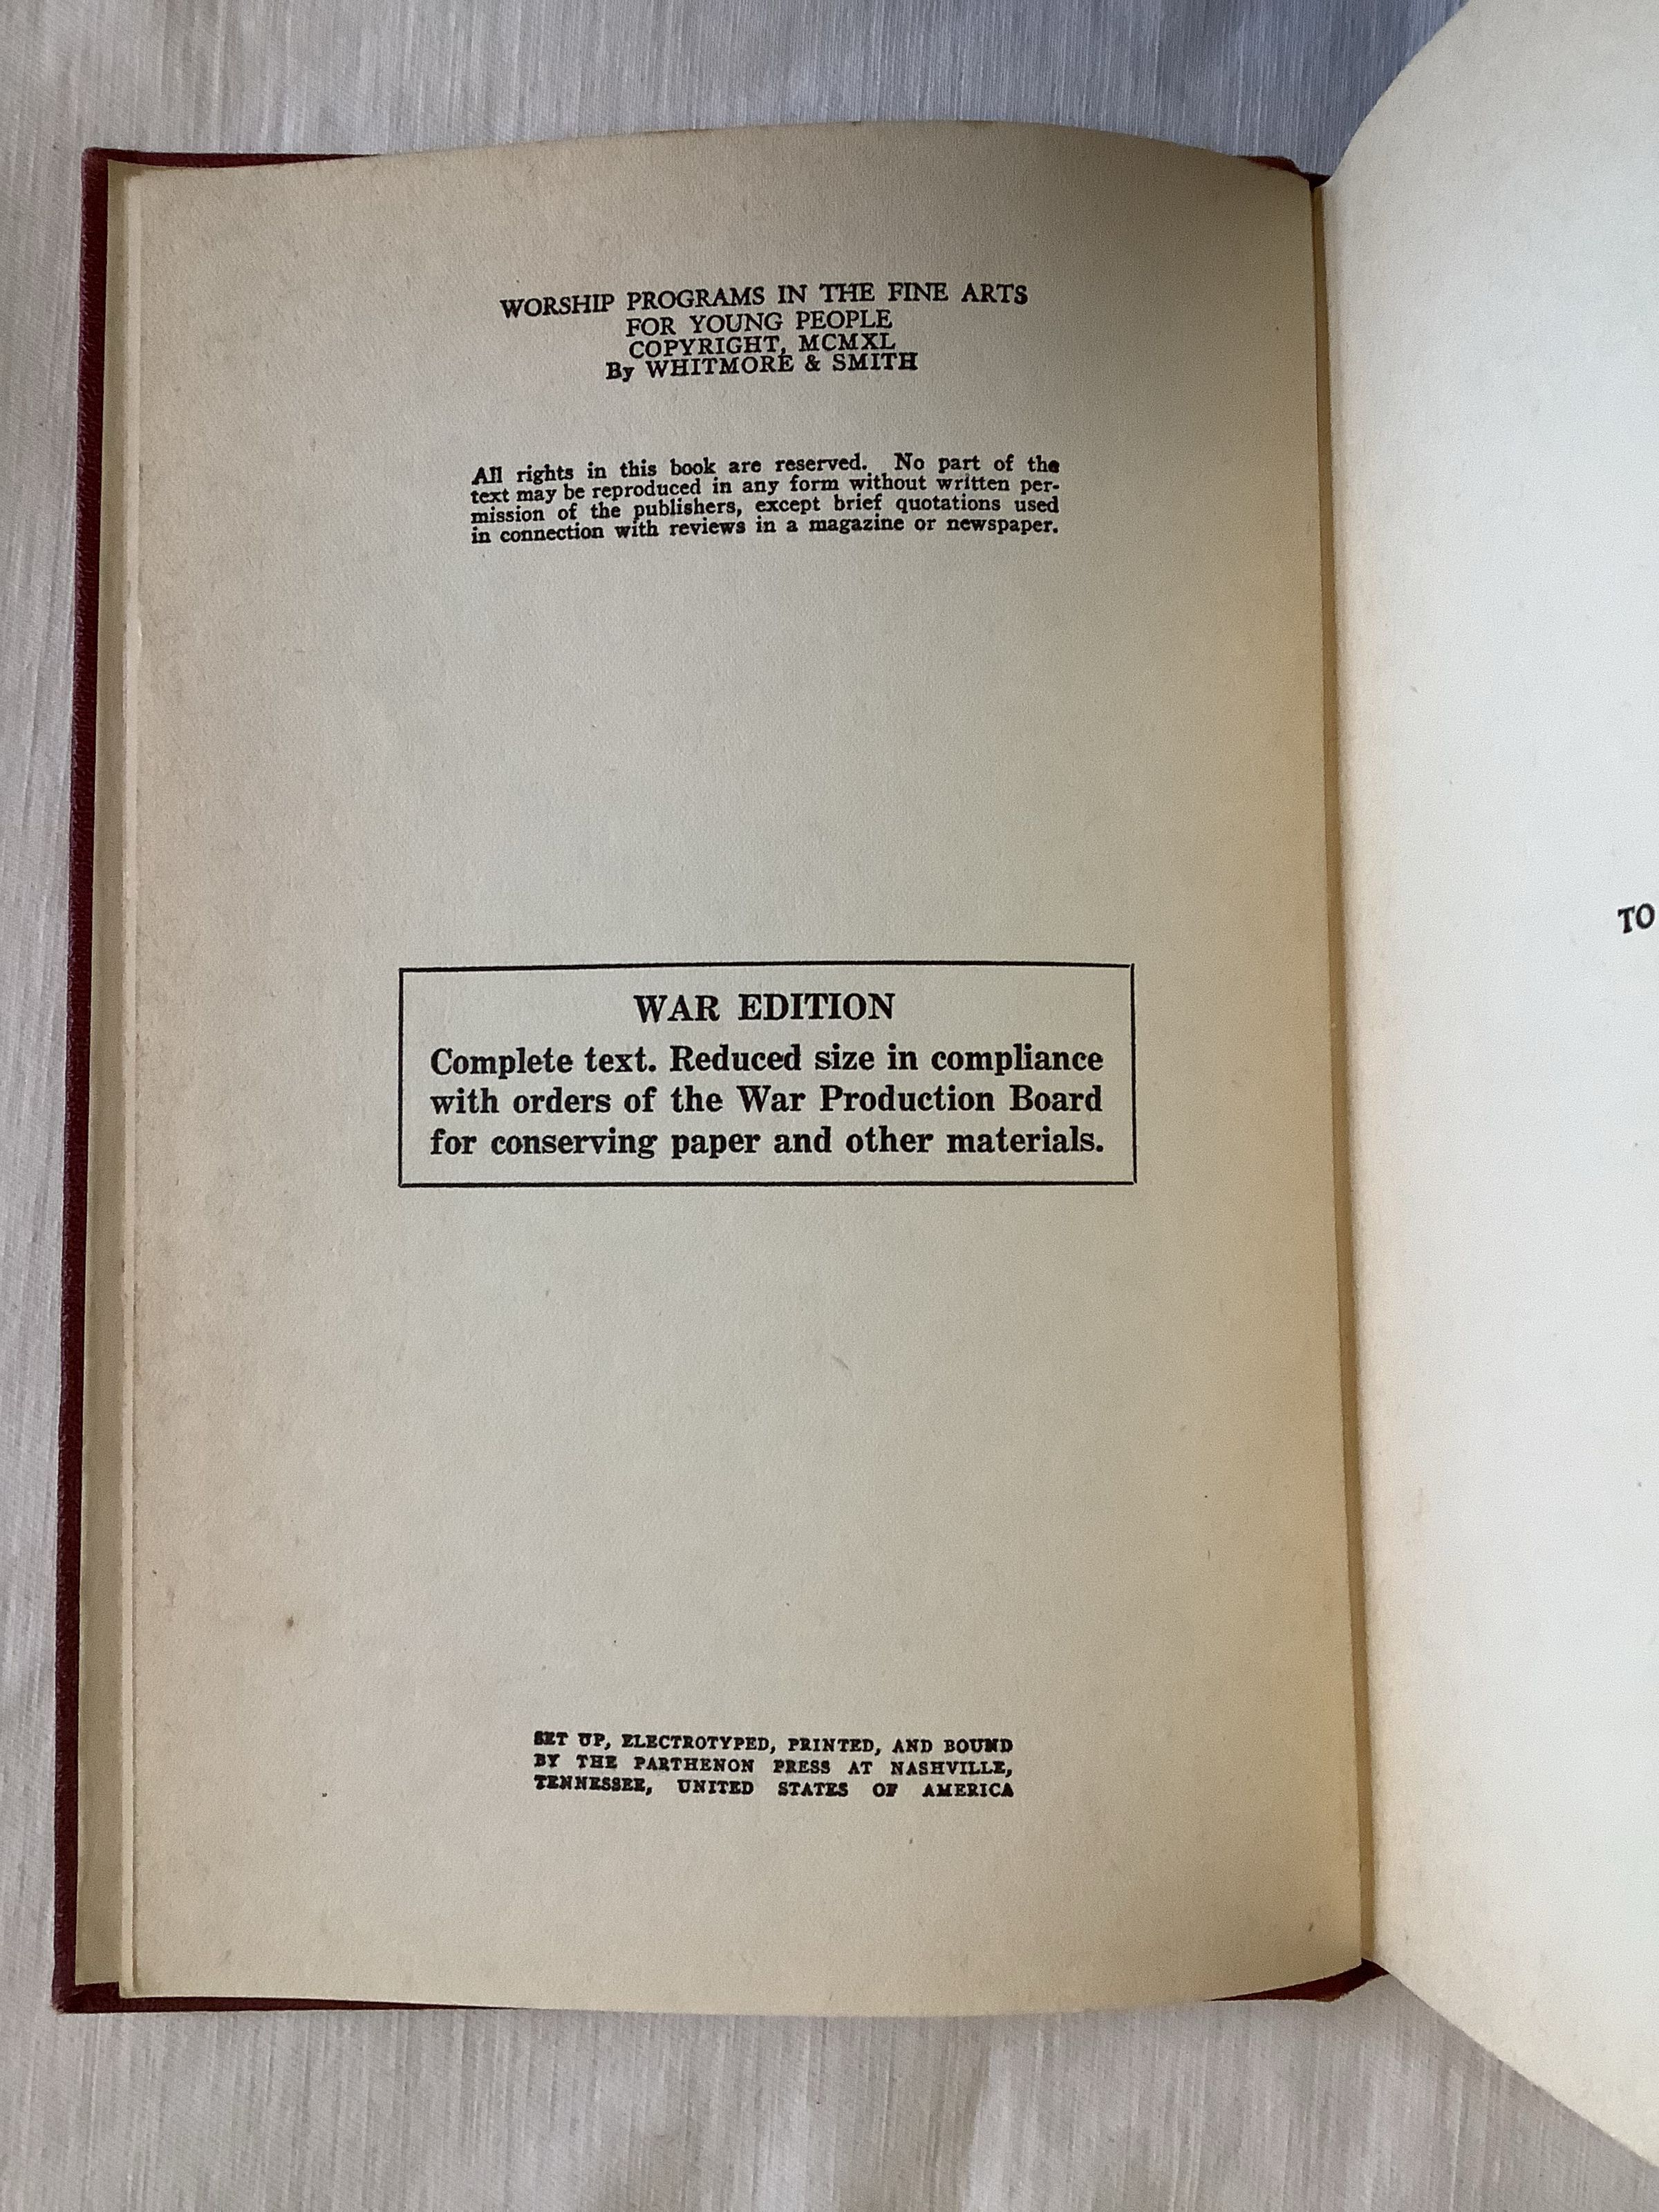 WORSHIP PROGRAMS IN THE FINE ARTS
FOR YOUNG PEOPLE
COPYRIGHT, MCMXL
By WHITMORE & SMITH
All rights in this book are reserved. No part of the
text may be reproduced in any form without written per-
mission of the publishers, except brief quotations used
in connection with reviews in a magazine or newspaper.
WAR EDITION
Complete text. Reduced size in compliance
with orders of the War Production Board
for conserving paper and other materials.
SET UP, ELECTROTYPED, PRINTED, AND BOUND
BY THE PARTHENON PRESS AT NASHVILLE,
TENNESSEE, UNITED STATES OF AMERICA
TO